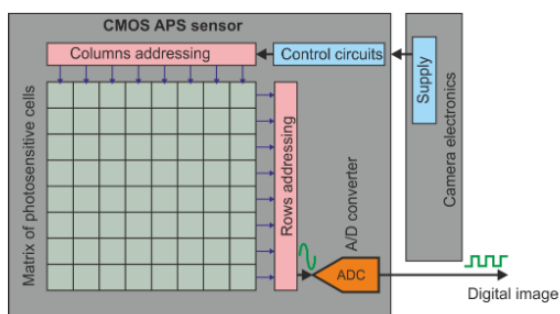 CMOS APS sensor
Columns addressing
Control circuits
Supply
Camera electronics
Matrix of photosensitive cells
Rows addressing
A/D converter
ADC
Digital image